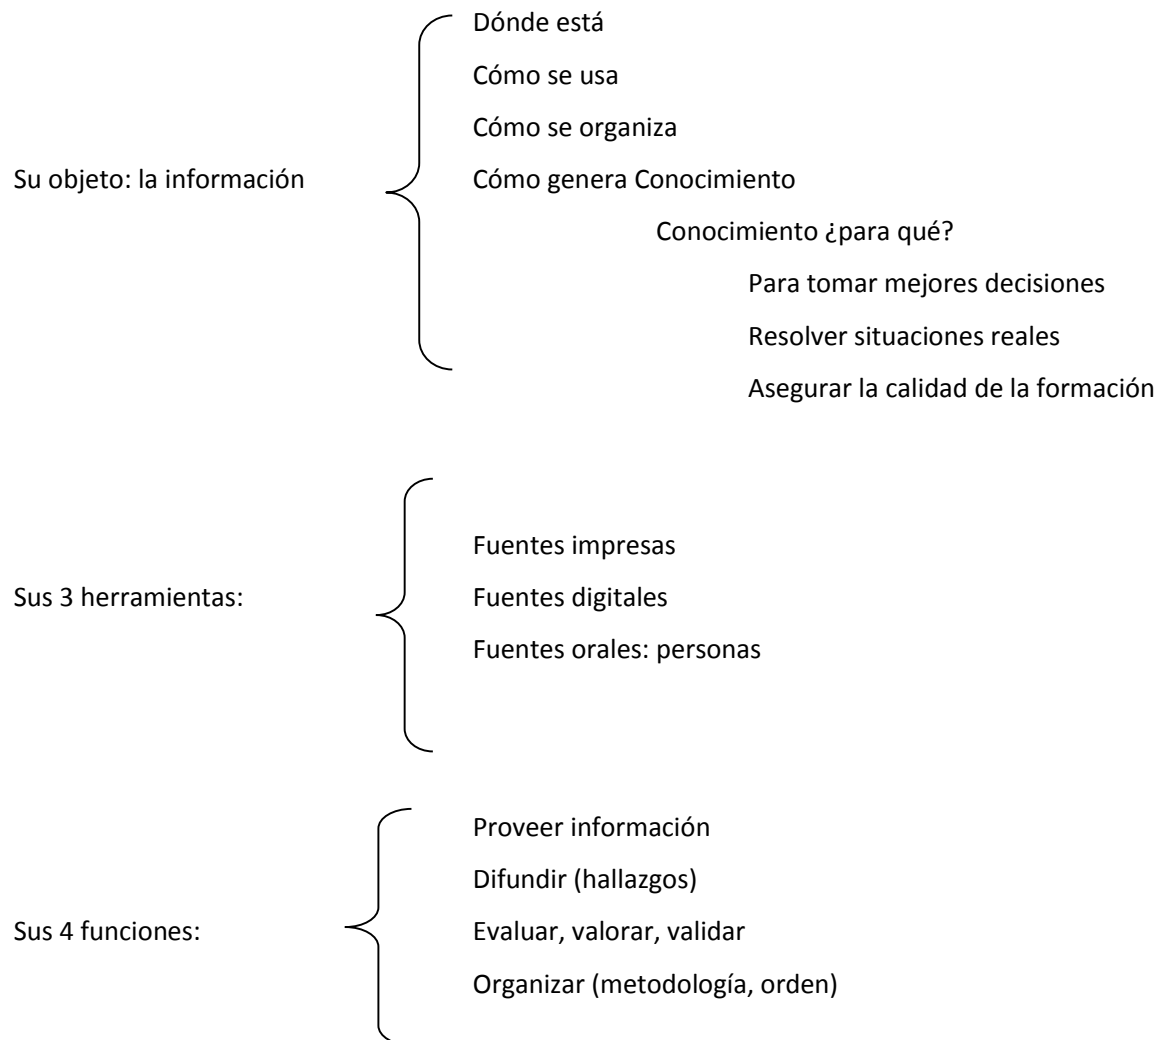 Dónde está
Cómo se usa
Cómo se organiza
Su objeto: la información
Cómo genera Conocimiento
Conocimiento ¿para qué?
Para tomar mejores decisiones
Resolver situaciones reales
Asegurar la calidad de la formación
Fuentes impresas
Sus 3 herramientas:
Fuentes digitales
Fuentes orales: personas
Proveer información
Difundir (hallazgos)
Sus 4 funciones:
Evaluar, valorar, validar
Organizar (metodología, orden)